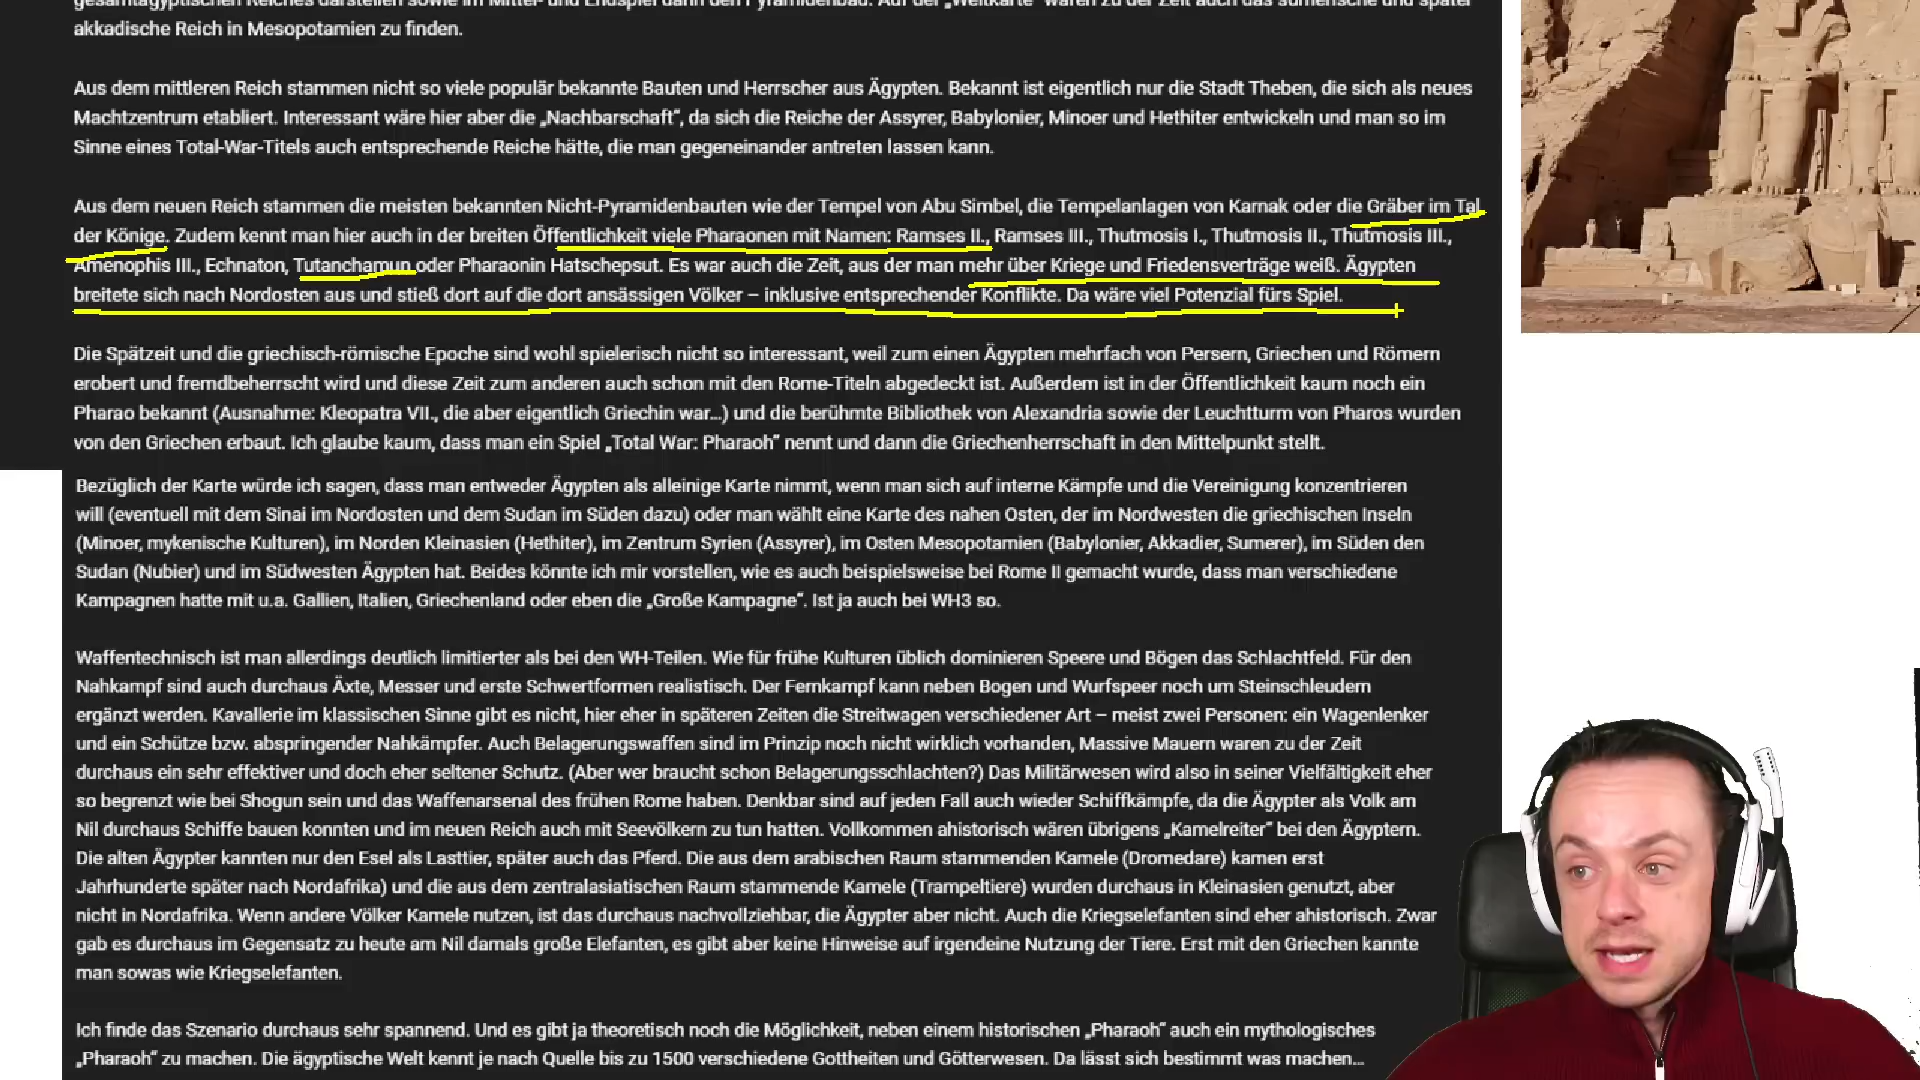 akkadische Reich in Mesopotamien zu finden.
Aus dem mittleren Reich stammen nicht so viele populär bekannte Bauten und Herrscher aus Ägypten. Bekannt ist eigentlich nur die Stadt Theben, die sich als neues
Machtzentrum etabliert. Interessant wäre hier aber die „Nachbarschaft“, da sich die Reiche der Assyrer, Babylonier, Minoer und Hethiter entwickeln und man so im
Sinne eines Total-War-Titels auch entsprechende Reiche hätte, die man gegeneinander antreten lassen kann.
Aus dem neuen Reich stammen die meisten bekannten Nicht-Pyramidenbauten wie der Tempel von Abu Simbel, die Tempelanlagen von Karnak oder die Gräber im Tal
der Könige. Zudem kennt man hier auch in der breiten Öffentlichkeit viele Pharaonen mit Namen: Ramses II., Ramses III., Thutmosis I., Thutmosis II., Thutmosis III.,
Amenophis III., Echnaton, Tutanchamun oder Pharaonin Hatschepsut. Es war auch die Zeit, aus der man mehr über Kriege und Friedensverträge weiß. Ägypten
breitete sich nach Nordosten aus und stieß dort auf die dort ansässigen Völker – inklusive entsprechender Konflikte. Da wäre viel Potenzial fürs Spiel.
Die Spätzeit und die griechisch-römische Epoche sind wohl spielerisch nicht so interessant, weil zum einen Ägypten mehrfach von Persern, Griechen und Römern
erobert und fremdbeherrscht wird und diese Zeit zum anderen auch schon mit den Rome-Titeln abgedeckt ist. Außerdem ist in der Öffentlichkeit kaum noch ein
Pharao bekannt (Ausnahme: Kleopatra VII., die aber eigentlich Griechin war...) und die berühmte Bibliothek von Alexandria sowie der Leuchtturm von Pharos wurden
von den Griechen erbaut. Ich glaube kaum, dass man ein Spiel „Total War: Pharaoh“ nennt und dann die Griechenherrschaft in den Mittelpunkt stellt.
Bezüglich der Karte würde ich sagen, dass man entweder Ägypten als alleinige Karte nimmt, wenn man sich auf interne Kämpfe und die Vereinigung konzentrieren
will (eventuell mit dem Sinai im Nordosten und dem Sudan im Süden dazu) oder man wählt eine Karte des nahen Osten, der im Nordwesten die griechischen Inseln
(Minoer, mykenische Kulturen), im Norden Kleinasien (Hethiter), im Zentrum Syrien (Assyrer), im Osten Mesopotamien (Babylonier, Akkadier, Sumerer), im Süden den
Sudan (Nubier) und im Südwesten Ägypten hat. Beides könnte ich mir vorstellen, wie es auch beispielsweise bei Rome II gemacht wurde, dass man verschiedene
Kampagnen hatte mit u.a. Gallien, Italien, Griechenland oder eben die „Große Kampagne“. Ist ja auch bei WH3 so.
Waffentechnisch ist man allerdings deutlich limitierter als bei den WH-Teilen. Wie für frühe Kulturen üblich dominieren Speere und Bögen das Schlachtfeld. Für den
Nahkampf sind auch durchaus Äxte, Messer und erste Schwertformen realistisch. Der Fernkampf kann neben Bogen und Wurfspeer noch um Steinschleudern
ergänzt werden. Kavallerie im klassischen Sinne gibt es nicht, hier eher in späteren Zeiten die Streitwagen verschiedener Art – meist zwei Personen: ein Wagenlenker
und ein Schütze bzw. abspringender Nahkämpfer. Auch Belagerungswaffen sind im Prinzip noch nicht wirklich vorhanden, Massive Mauern waren zu der Zeit
durchaus ein sehr effektiver und doch eher seltener Schutz. (Aber wer braucht schon Belagerungsschlachten?) Das Militärwesen wird also in seiner Vielfältigkeit eher
so begrenzt wie bei Shogun sein und das Waffenarsenal des frühen Rome haben. Denkbar sind auf jeden Fall auch wieder Schiffkämpfe, da die Ägypter als Volk am
Nil durchaus Schiffe bauen konnten und im neuen Reich auch mit Seevölkern zu tun hatten. Vollkommen ahistorisch wären übrigens „Kamelreiter“ bei den Ägyptern.
Die alten Ägypter kannten nur den Esel als Lasttier, später auch das Pferd. Die aus dem arabischen Raum stammenden Kamele (Dromedare) kamen erst
Jahrhunderte später nach Nordafrika) und die aus dem zentralasiatischen Raum stammende Kamele (Trampeltiere) wurden durchaus in Kleinasien genutzt, aber
nicht in Nordafrika. Wenn andere Völker Kamele nutzen, ist das durchaus nachvollziehbar, die Ägypter aber nicht. Auch die Kriegselefanten sind eher ahistorisch. Zwar
gab es durchaus im Gegensatz zu heute am Nil damals große Elefanten, es gibt aber keine Hinweise auf irgendeine Nutzung der Tiere. Erst mit den Griechen kannte
man sowas wie Kriegselefanten.
Ich finde das Szenario durchaus sehr spannend. Und es gibt ja theoretisch noch die Möglichkeit, neben einem historischen „Pharaoh“ auch ein mythologisches
„Pharaoh“ zu machen. Die ägyptische Welt kennt je nach Quelle bis zu 1500 verschiedene Gottheiten und Götterwesen. Da lässt sich bestimmt was machen...